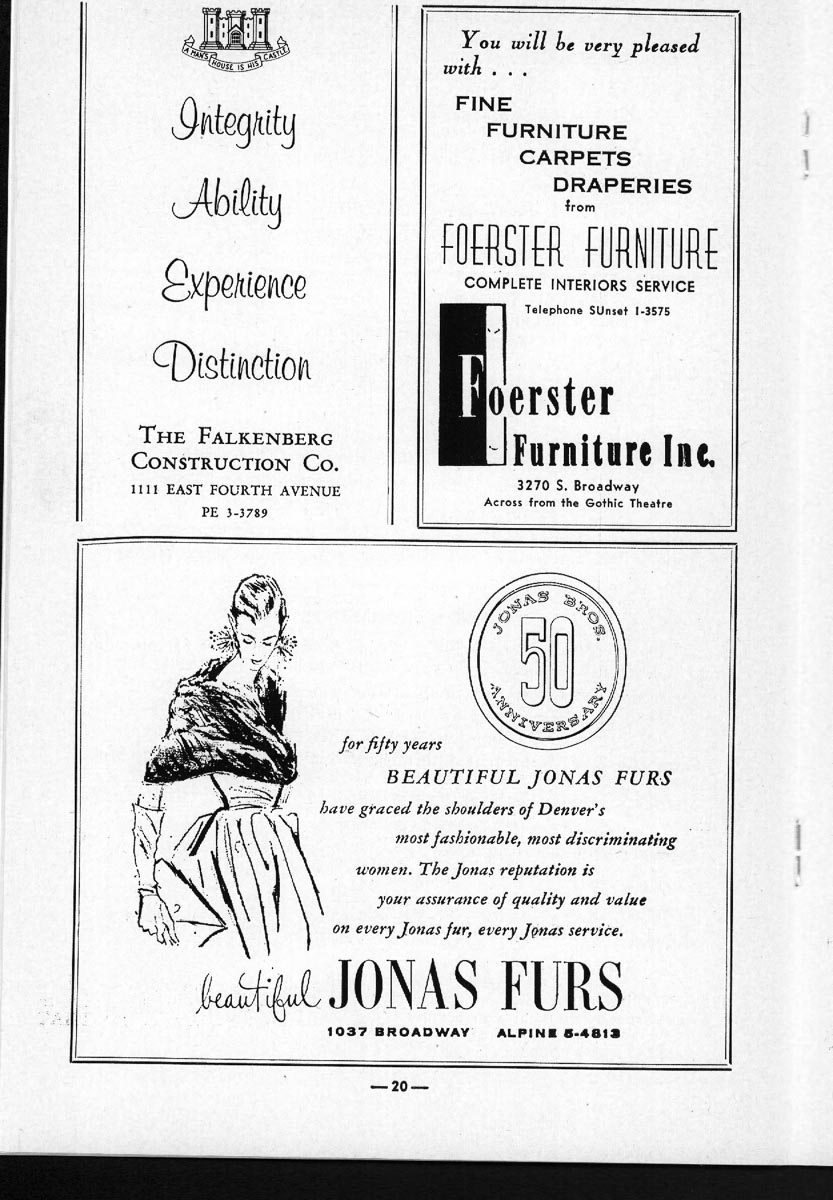 A MAN'S HOUSE IS HIS CASTLE
Integrity
Ability
Experience
Distinction
THE FALKENBERG
CONSTRUCTION CO.
1111 EAST FOURTH AVENUE
PE 3-3789
You will be very pleased
with . . .
FINE
FURNITURE
CARPETS
DRAPERIES
from
FOERSTER FURNITURE
COMPLETE INTERIORS SERVICE
Telephone SUnset 1-3575
Foerster
Furniture Inc.
3270 S. Broadway
Across from the Gothic Theatre
JONAS BROS.
50
ANNIVERSARY
for fifty years
BEAUTIFUL JONAS FURS
have graced the shoulders of Denver's
most fashionable, most discriminating
women. The Jonas reputation is
your assurance of quality and value
on every Jonas fur, every Jonas service.
beautiful JONAS FURS
1037 BROADWAY ALPINE 5-4813
—20—